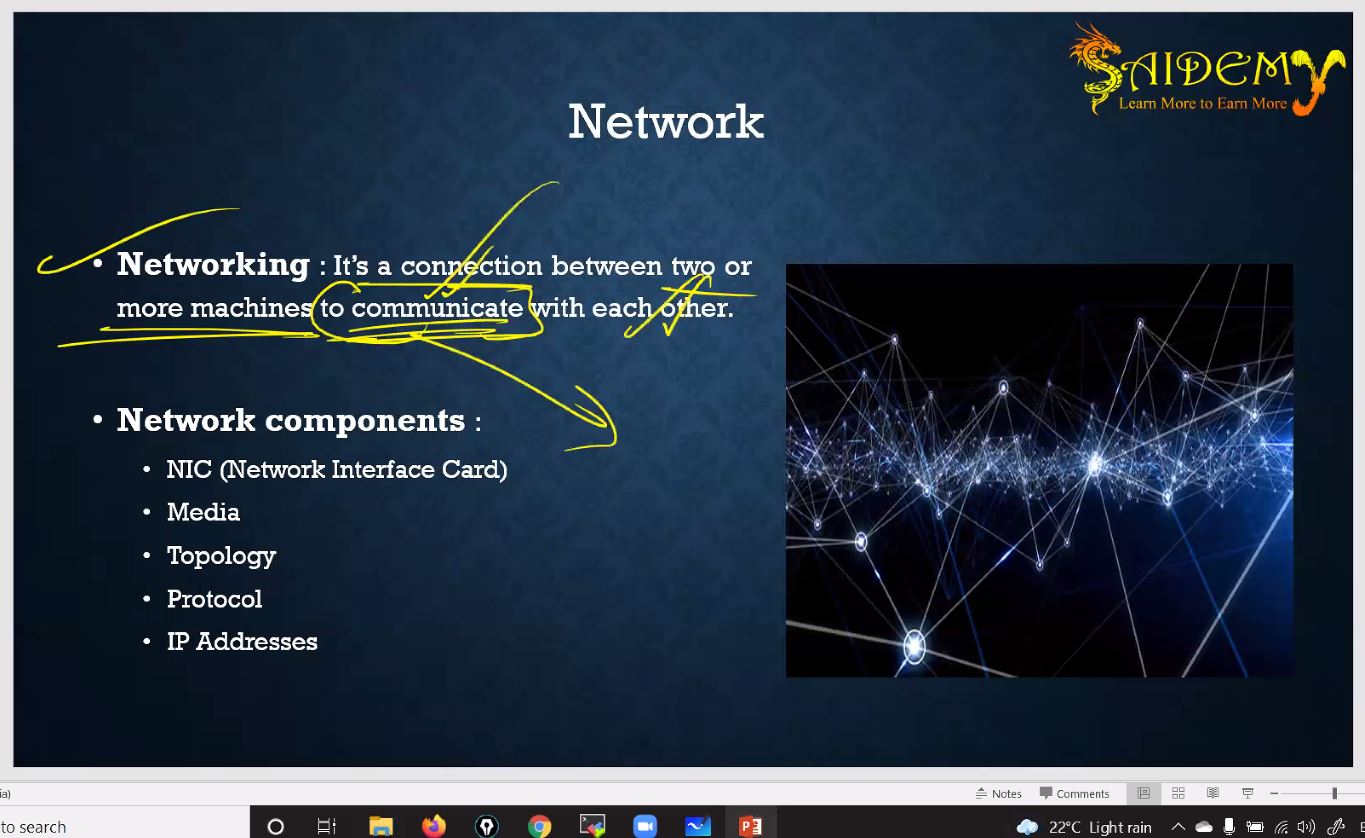 SAIDEMY
Learn More to Earn More
Network
• Networking : It's a connection between two or
more machines to communicate with each other.
• Network components :
• NIC (Network Interface Card)
• Media
• Topology
• Protocol
• IP Addresses
ia)
Notes
Comments
to search
22°C Light rain